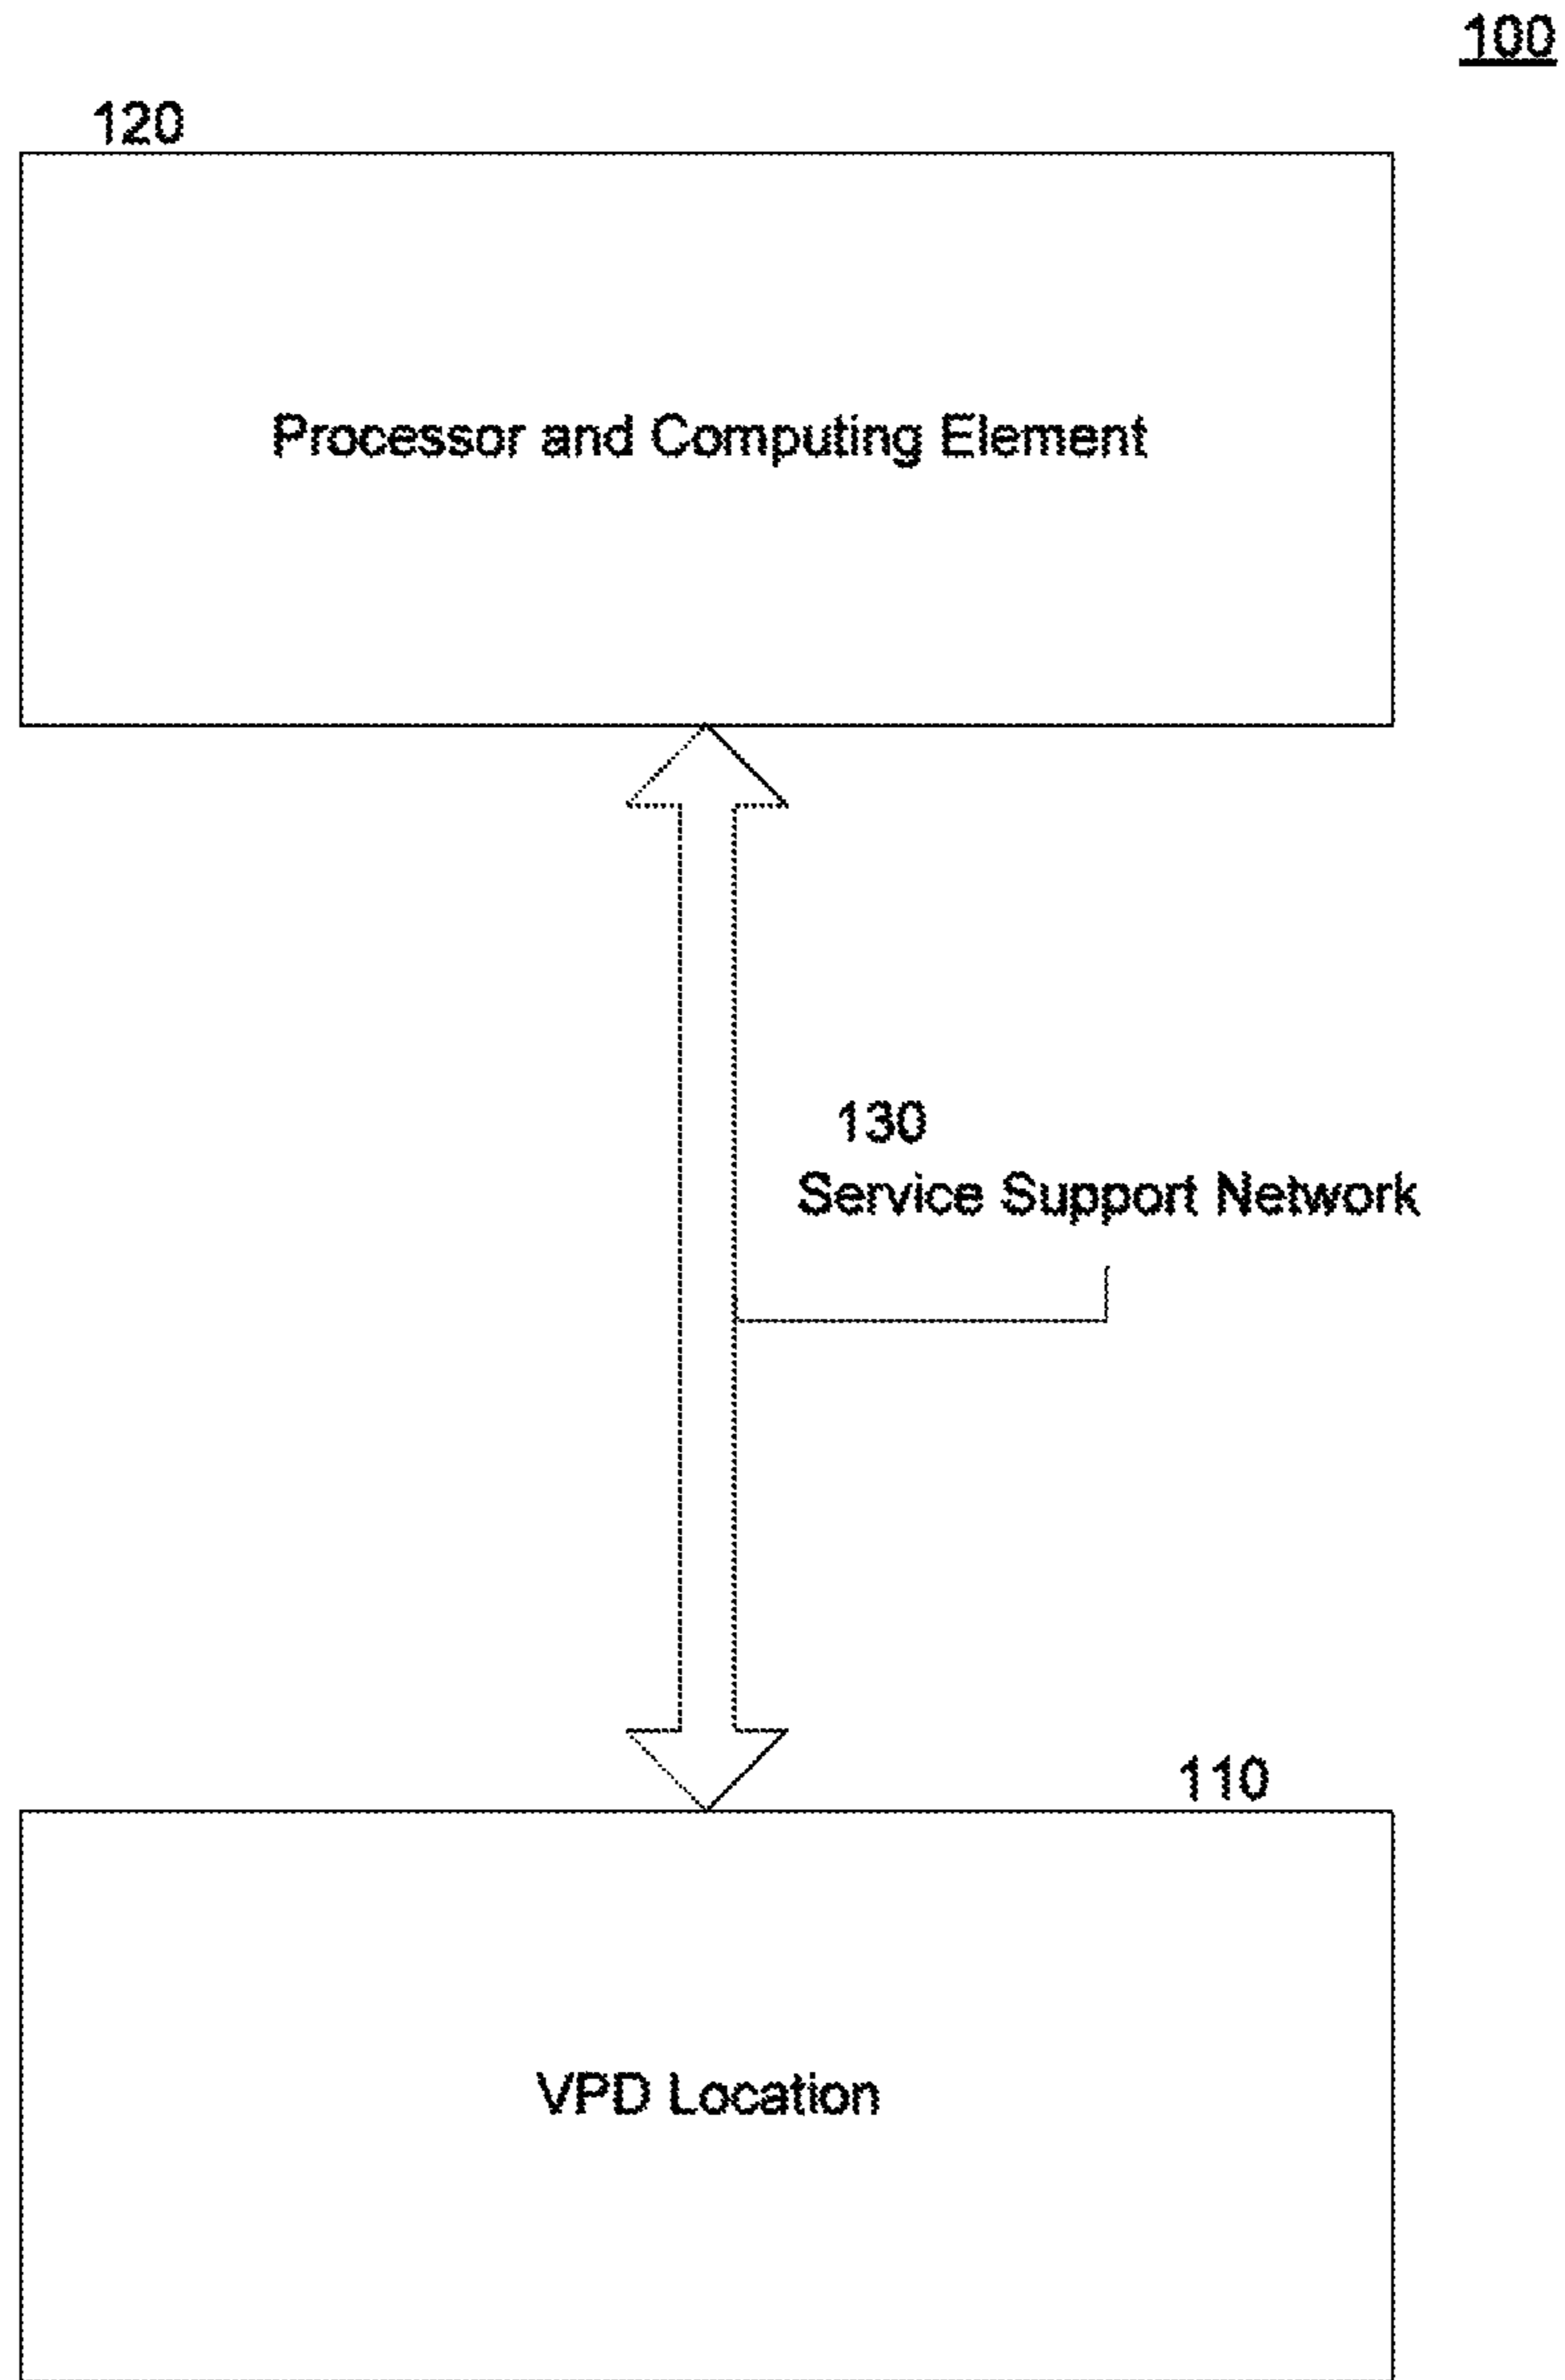 100
120
Processor and Computing Element
130
Service Support Network
110
VPD Location